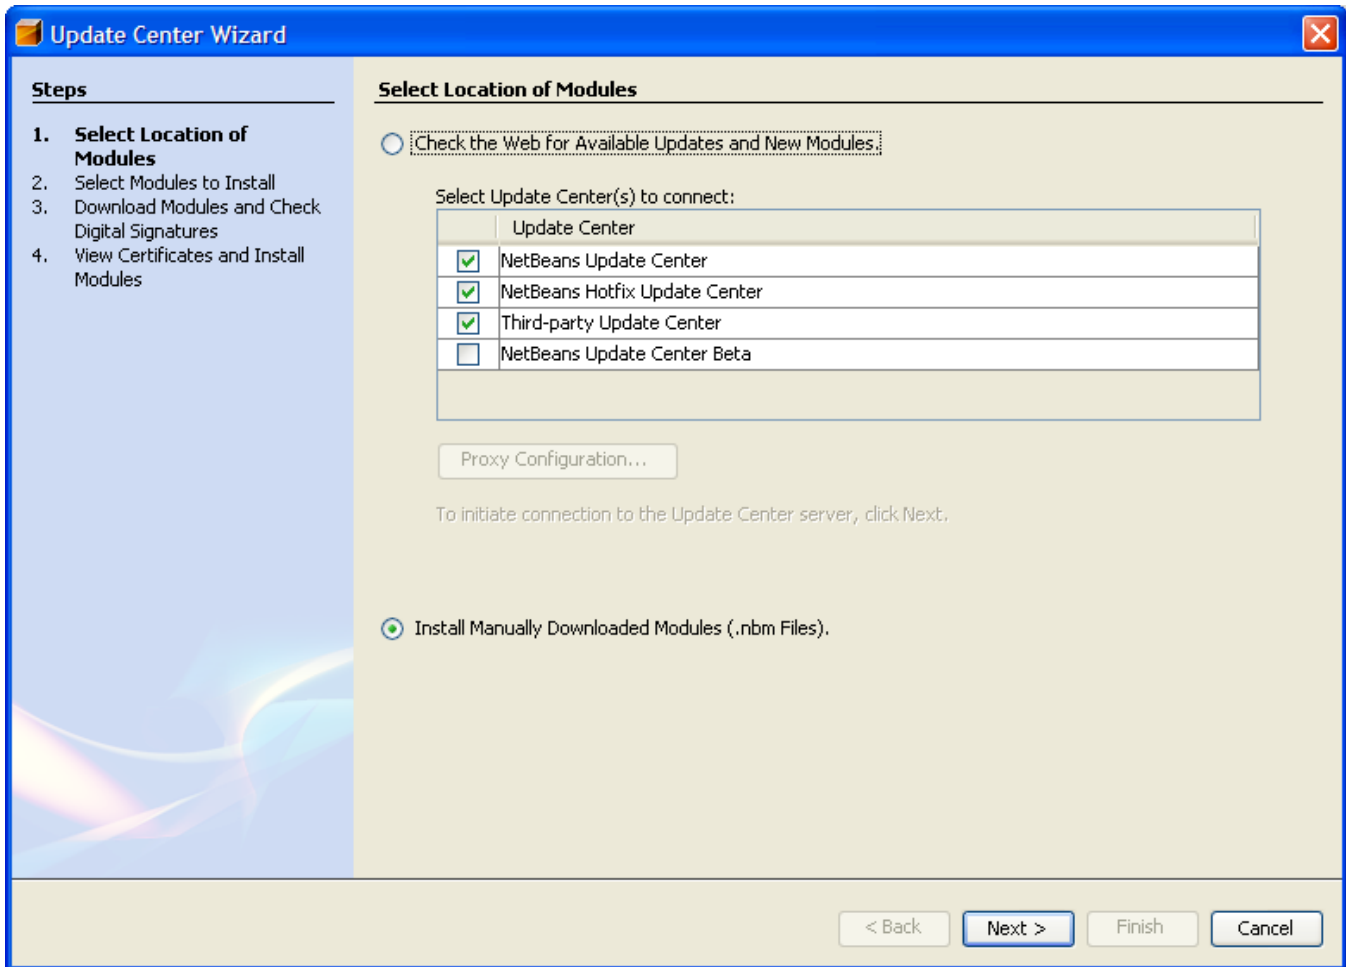 Update Center Wizard
Steps
1. Select Location of
Modules
2. Select Modules to Install
3. Download Modules and Check
Digital Signatures
4. View Certificates and Install
Modules
Select Location of Modules
Check the Web for Available Updates and New Modules.
Select Update Center(s) to connect:
Update Center
NetBeans Update Center
NetBeans Hotfix Update Center
Third-party Update Center
NetBeans Update Center Beta
Proxy Configuration...
To initiate connection to the Update Center server, click Next.
Install Manually Downloaded Modules (.nbm Files).
< Back Next > Finish Cancel